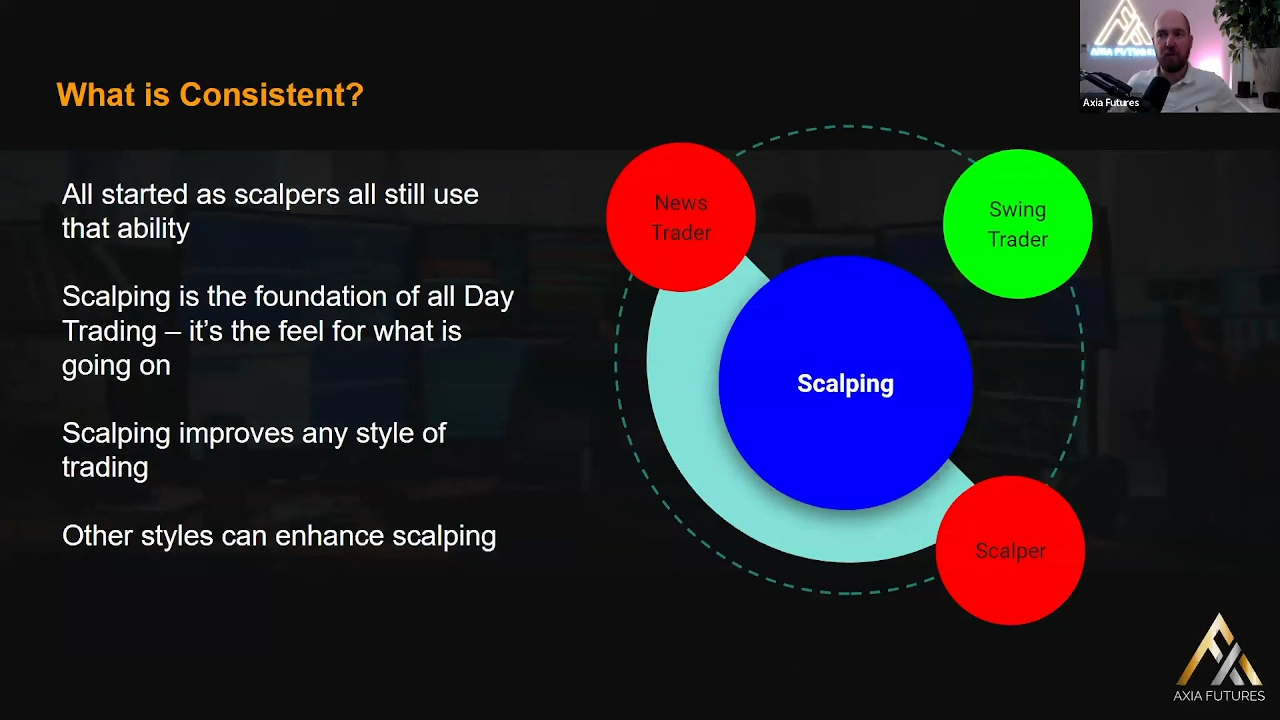 What is Consistent?
All started as scalpers all still use
that ability
Scalping is the foundation of all Day
Trading – it's the feel for what is
going on
Scalping improves any style of
trading
Other styles can enhance scalping
News
Trader
Swing
Trader
Scalping
Scalper
AXIA FUTURES
Axia Futures
AXIA FUTURES